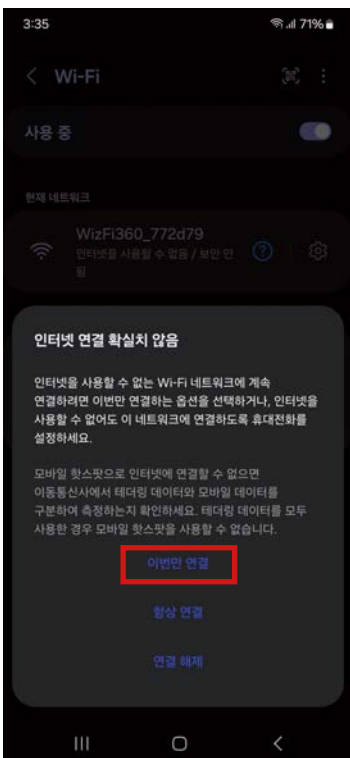 3:35
71%
Wi-Fi
사용 중
현재 네트워크
WizFi360_772d79
인터넷을 사용할 수 없음 / 보안 안
됨
인터넷 연결 확실치 않음
인터넷을 사용할 수 없는 Wi-Fi 네트워크에 계속
연결하려면 이번만 연결하는 옵션을 선택하거나, 인터넷을
사용할 수 없어도 이 네트워크에 연결하도록 휴대전화를
설정하세요.
모바일 핫스팟으로 인터넷에 연결할 수 없으면
이동통신사에서 테더링 데이터와 모바일 데이터를
구분하여 측정하는지 확인하세요. 테더링 데이터를 모두
사용한 경우 모바일 핫스팟을 사용할 수 없습니다.
이번만 연결
항상 연결
연결 해제